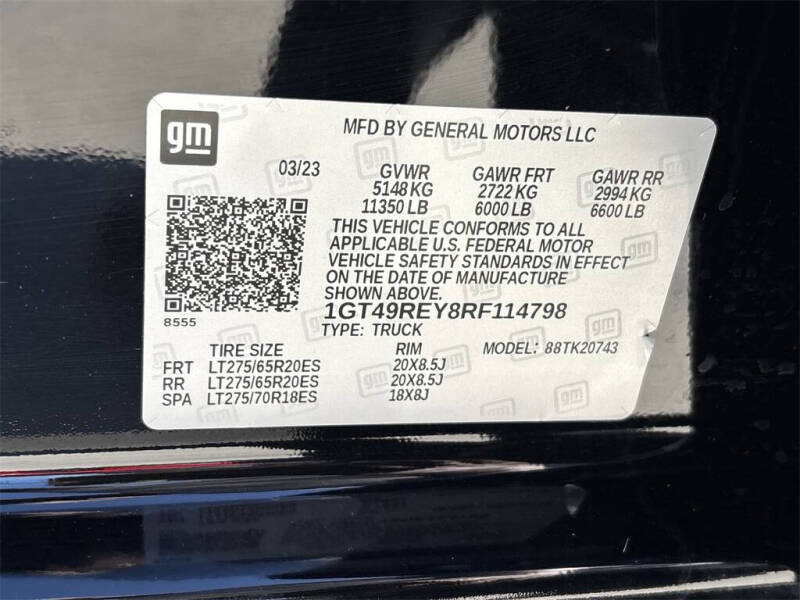 gm
MFD BY GENERAL MOTORS LLC
03/23 GVWR GAWR FRT GAWR RR
5148 KG 2722 KG 2994 KG
11350 LB 6000 LB 6600 LB
THIS VEHICLE CONFORMS TO ALL
APPLICABLE U.S. FEDERAL MOTOR
VEHICLE SAFETY STANDARDS IN EFFECT
ON THE DATE OF MANUFACTURE
SHOWN ABOVE.
8555
1GT49REY8RF114798
TYPE: TRUCK
TIRE SIZE RIM MODEL: 88TK20743
FRT LT275/65R20ES 20X8.5J
RR LT275/65R20ES 20X8.5J
SPA LT275/70R18ES 18X8J